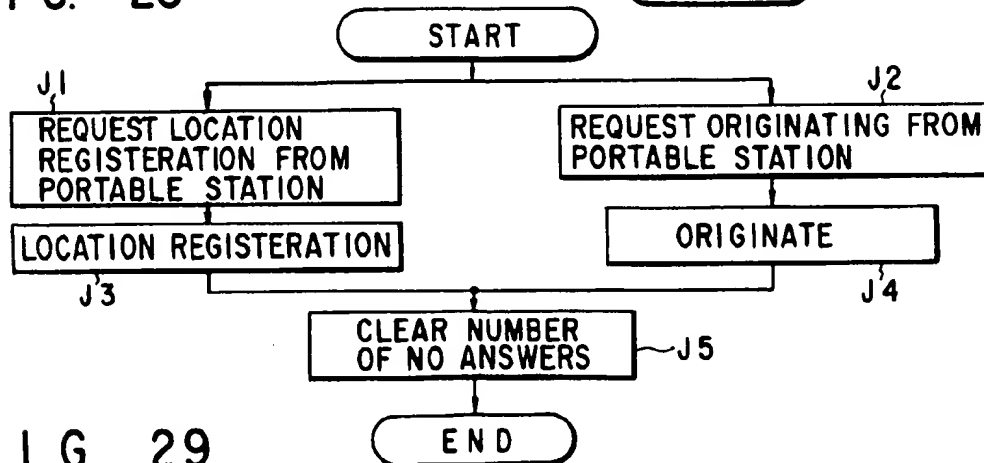 START
J1
REQUEST LOCATION
REGISTERATION FROM
PORTABLE STATION
J2
REQUEST ORIGINATING FROM
PORTABLE STATION
LOCATION REGISTERATION
J3
ORIGINATE
J4
CLEAR NUMBER
OF NO ANSWERS
J5
END
I G. 29